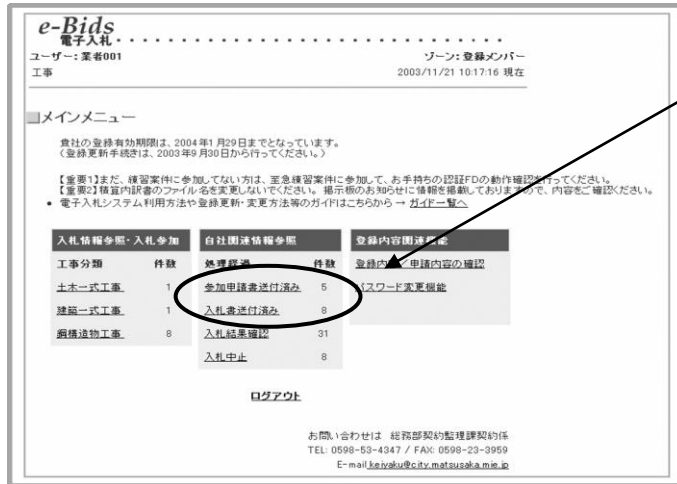 e-Bids
電子入札
ユーザー：業者001
ゾーン：登録メンバー
工事
2003/11/21 10:17:16 現在
メインメニュー
貴社の登録有効期限は、2004年1月29日までとなっています。
（登録更新手続きは、2003年9月30日から行ってください。）
【重要1】まだ、練習案件に参加してない方は、至急練習案件に参加して、お手持ちの認証FDの動作確認を行ってください。
【重要2】積算内訳書のファイル名を変更しないでください。掲示板のお知らせに情報を掲載しておりますので、内容をご確認ください。
• 電子入札システム利用方法や登録更新・変更方法等のガイドはこちらから → ガイド一覧へ
入札情報参照・入札参加
工事分類 件数
土木一式工事 1
建築一式工事 1
鋼構造物工事 8
自社関連情報参照
処理経過 件数
参加申請書送付済み 5
入札書送付済み 8
入札結果確認 31
入札中止 8
登録内容関連機能
登録内容／申請内容の確認
パスワード変更機能
ログアウト
お問い合わせは 総務部契約監理課契約係
TEL: 0598-53-4347 / FAX: 0598-23-3959
E-mail keiyaku@city.matsusaka.mie.jp